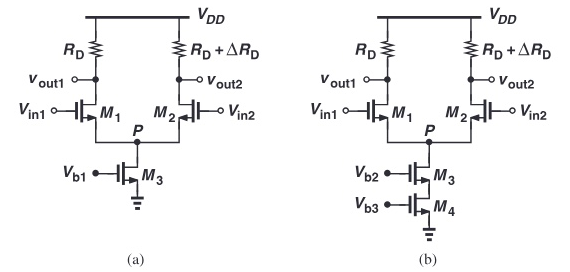 V_DD V_DD
R_D R_D + ΔR_D R_D R_D + ΔR_D
v_out1 v_out2 v_out1 v_out2
V_in1 M_1 M_2 V_in2 V_in1 M_1 M_2 V_in2
P P
V_b1 M_3 V_b2 M_3
V_b3 M_4
(a) (b)